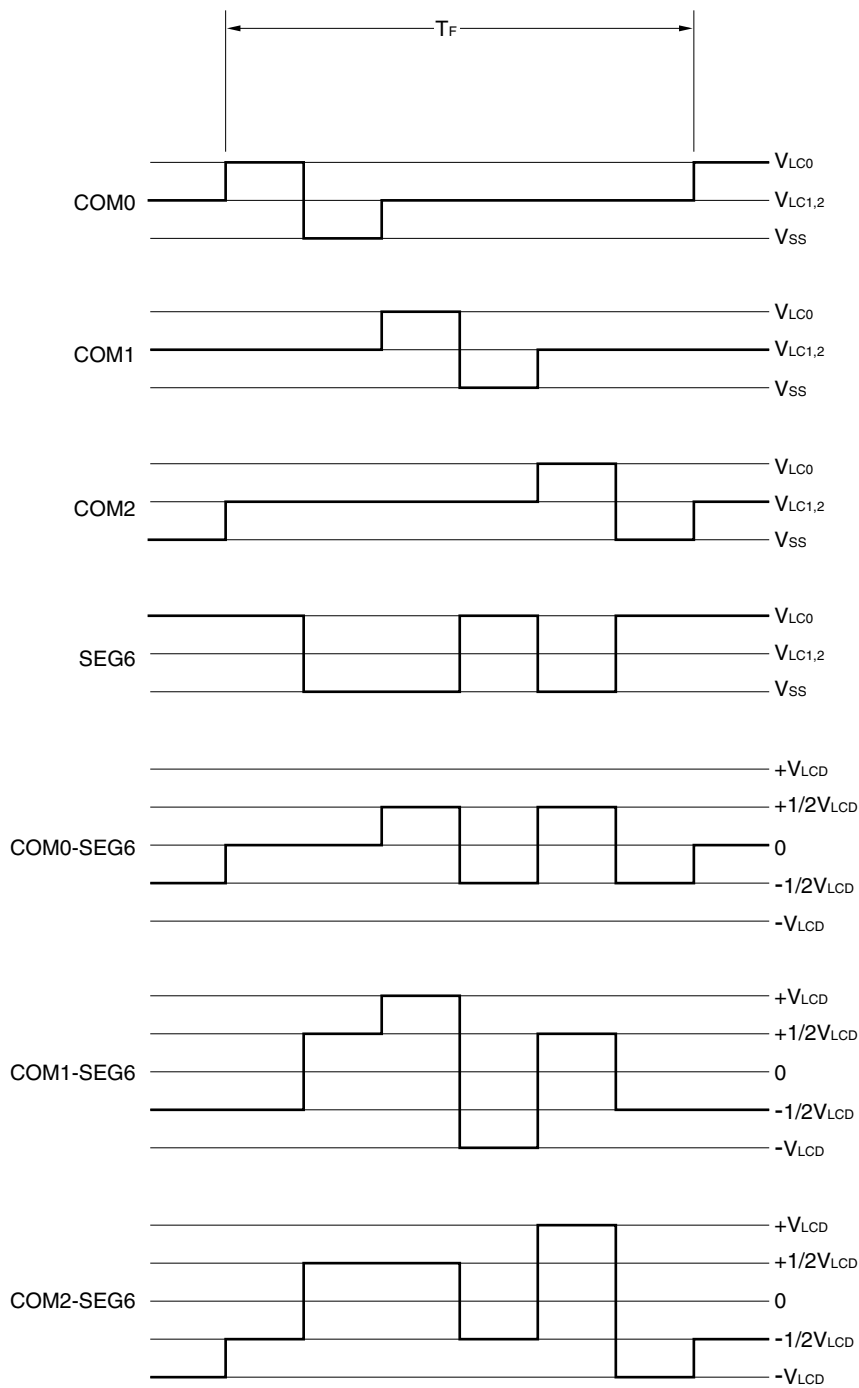 TF
VLC0
COM0 VLC1,2
VSS
VLC0
COM1 VLC1,2
VSS
VLC0
COM2 VLC1,2
VSS
VLC0
SEG6 VLC1,2
VSS
+VLCD
+1/2VLCD
COM0-SEG6 0
-1/2VLCD
-VLCD
+VLCD
+1/2VLCD
COM1-SEG6 0
-1/2VLCD
-VLCD
+VLCD
+1/2VLCD
COM2-SEG6 0
-1/2VLCD
-VLCD